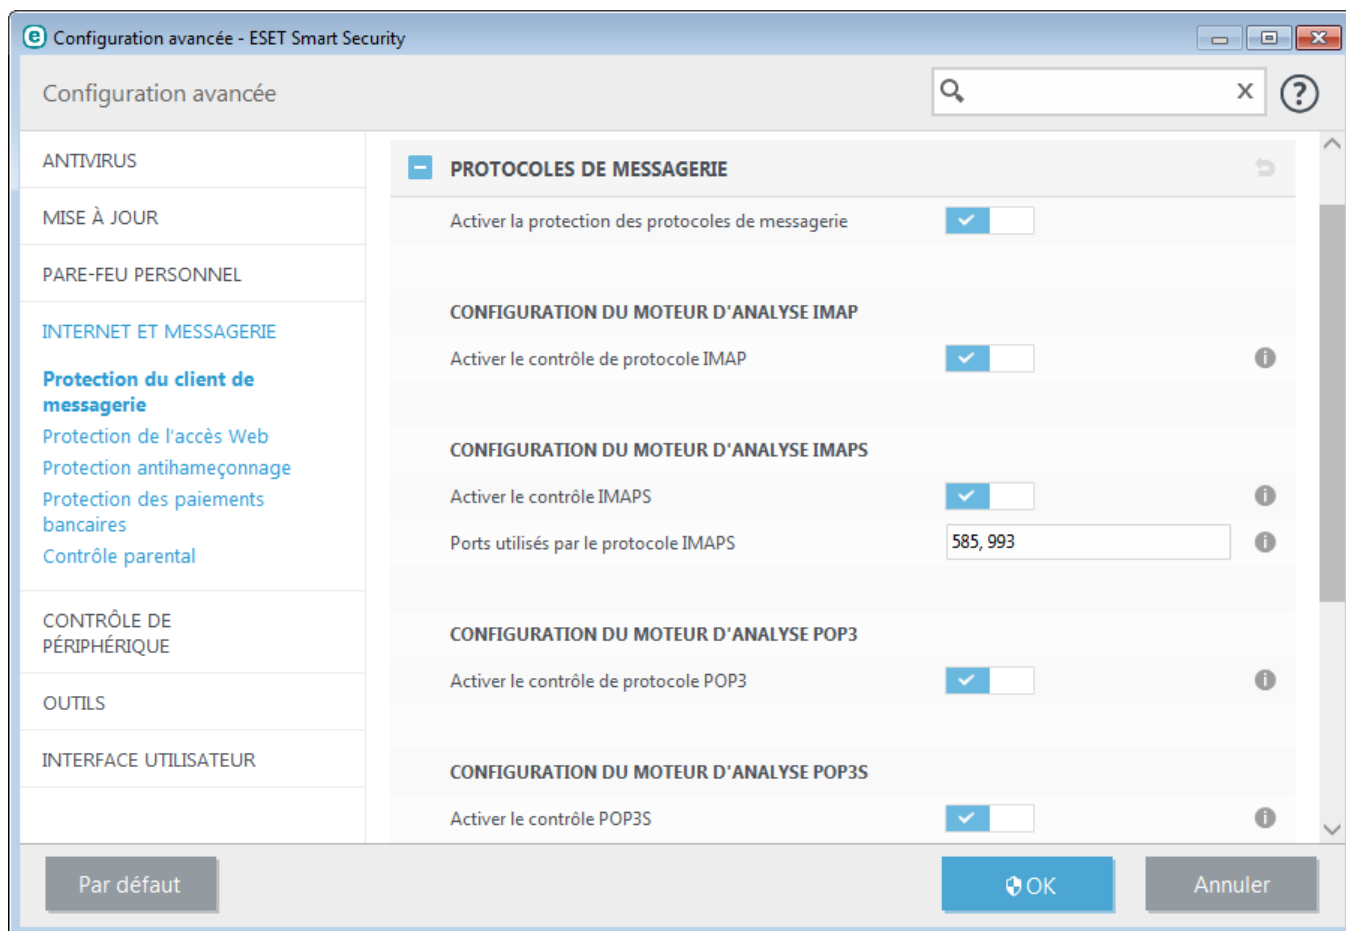 Configuration avancée - ESET Smart Security
Configuration avancée
ANTIVIRUS
MISE À JOUR
PARE-FEU PERSONNEL
INTERNET ET MESSAGERIE
Protection du client de
messagerie
Protection de l'accès Web
Protection antihameçonnage
Protection des paiements
bancaires
Contrôle parental
CONTRÔLE DE
PÉRIPHÉRIQUE
OUTILS
INTERFACE UTILISATEUR
PROTOCOLES DE MESSAGERIE
Activer la protection des protocoles de messagerie
CONFIGURATION DU MOTEUR D'ANALYSE IMAP
Activer le contrôle de protocole IMAP
CONFIGURATION DU MOTEUR D'ANALYSE IMAPS
Activer le contrôle IMAPS
Ports utilisés par le protocole IMAPS 585, 993
CONFIGURATION DU MOTEUR D'ANALYSE POP3
Activer le contrôle de protocole POP3
CONFIGURATION DU MOTEUR D'ANALYSE POP3S
Activer le contrôle POP3S
Par défaut
OK
Annuler